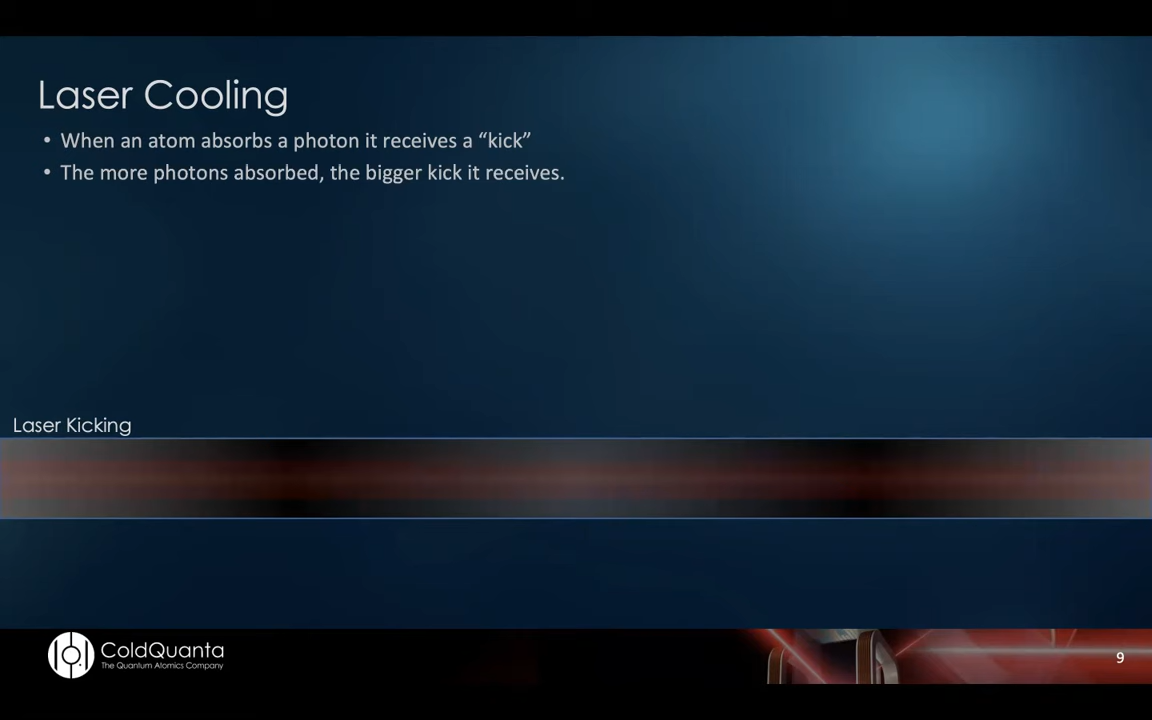 Laser Cooling
• When an atom absorbs a photon it receives a “kick”
• The more photons absorbed, the bigger kick it receives.
Laser Kicking
ColdQuanta
The Quantum Atomics Company
9